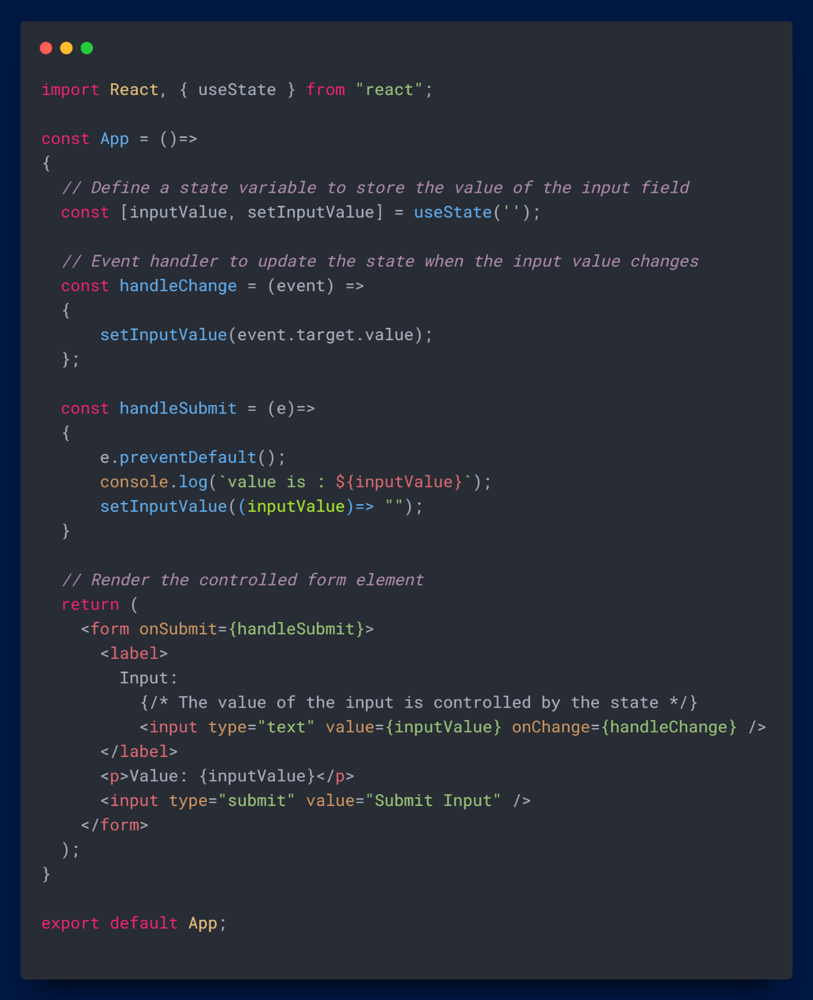 import React, { useState } from "react";
const App = ()=>
{
// Define a state variable to store the value of the input field
const [inputValue, setInputValue] = useState('');
// Event handler to update the state when the input value changes
const handleChange = (event) =>
{
setInputValue(event.target.value);
};
const handleSubmit = (e)=>
{
e.preventDefault();
console.log(`value is : ${inputValue}`);
setInputValue((inputValue)=> "");
}
// Render the controlled form element
return (
<form onSubmit={handleSubmit}>
<label>
Input:
{/* The value of the input is controlled by the state */}
<input type="text" value={inputValue} onChange={handleChange} />
</label>
<p>Value: {inputValue}</p>
<input type="submit" value="Submit Input" />
</form>
);
}
export default App;